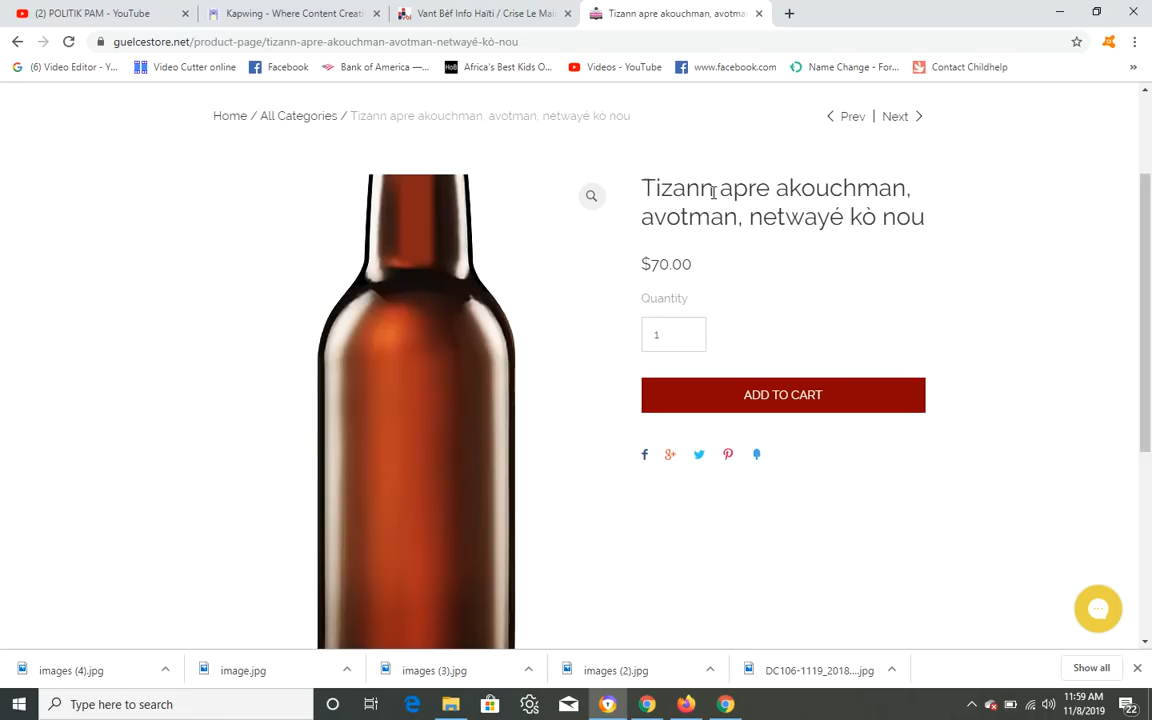 (2) POLITIK PAM - YouTube
Kapwing - Where Content Creati
Vant Bèf Info Haïti / Crise Le Mai
Tizann apre akouchman, avotma
guelcestore.net/product-page/tizann-apre-akouchman-avotman-netwayé-kò-nou
(6) Video Editor - Y...
Video Cutter online
Facebook
Bank of America —...
Africa's Best Kids O...
Videos - YouTube
www.facebook.com
Name Change - For...
Contact Childhelp
»
Home / All Categories / Tizann apre akouchman, avotman, netwayé kò nou
Prev | Next
Tizann apre akouchman,
avotman, netwayé kò nou
$70.00
Quantity
1
ADD TO CART
images (4).jpg
image.jpg
images (3).jpg
images (2).jpg
DC106-1119_2018....jpg
Show all
Type here to search
11:59 AM
11/8/2019
22